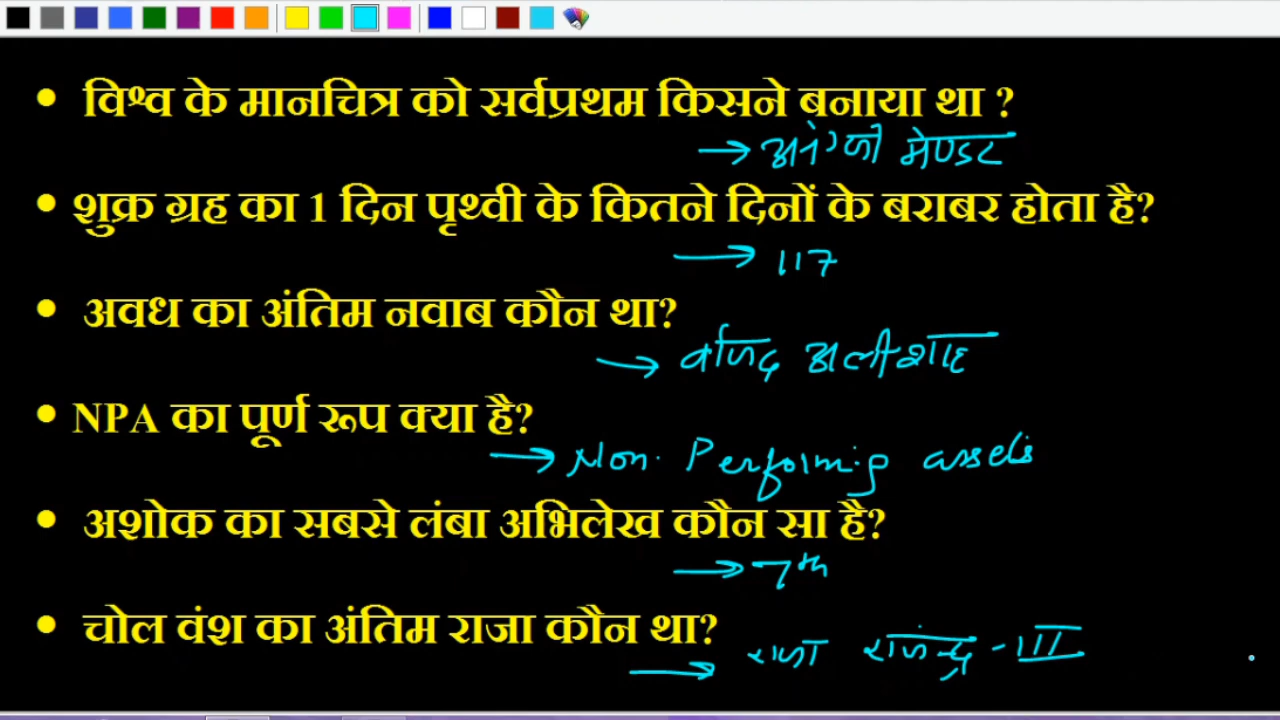 • विश्व के मानचित्र को सर्वप्रथम किसने बनाया था ?
→ अनेग्जी मेण्डर
• शुक्र ग्रह का 1 दिन पृथ्वी के कितने दिनों के बराबर होता है?
→ 117
• अवध का अंतिम नवाब कौन था?
→ वाजिद अली शाह
• NPA का पूर्ण रूप क्या है?
→ Non. Performing assets
• अशोक का सबसे लंबा अभिलेख कौन सा है?
→ 7th
• चोल वंश का अंतिम राजा कौन था?
→ राजा राजेन्द्र - III